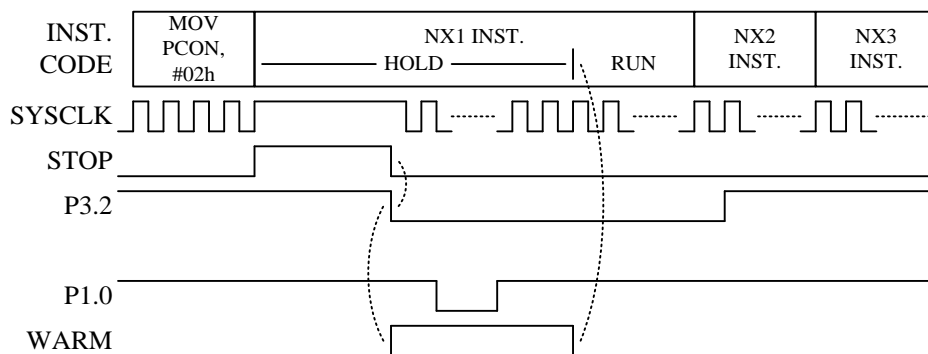 INST.
CODE
MOV
PCON,
#02h
NX1 INST.
HOLD
RUN
NX2
INST.
NX3
INST.
SYSCLK
STOP
P3.2
P1.0
WARM